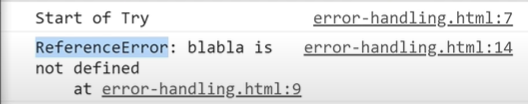 Start of Try error-handling.html:7
ReferenceError: blabla is error-handling.html:14
not defined
at error-handling.html:9